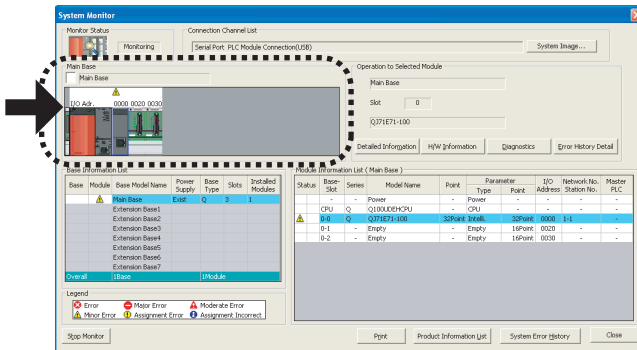 System Monitor
Monitor Status
Monitoring
Connection Channel List
Serial Port PLC Module Connection(USB)
System Image...
Main Base
Main Base
I/O Adr. 0000 0020 0030
Operation to Selected Module
Main Base
Slot 0
QJ71E71-100
Detailed Information
H/W Information
Diagnostics
Error History Detail
Base Information List
Base Module Base Model Name Power Supply Base Type Slots Installed Modules
Main Base Exist Q 3 1
Extension Base1
Extension Base2
Extension Base3
Extension Base4
Extension Base5
Extension Base6
Extension Base7
Overall 1Base 1Module
Module Information List ( Main Base )
Status Base-Slot Series Model Name Point Parameter Type Point I/O Address Network No. Station No. Master PLC
- - Power - Power - - - -
CPU Q Q100UDEHCPU - CPU - - - -
0-0 Q QJ71E71-100 32Point Intelli. 32Point 0000 1-1 -
0-1 - Empty - Empty 16Point 0020 - -
0-2 - Empty - Empty 16Point 0030 - -
Legend
Error Major Error Moderate Error
Minor Error Assignment Error Assignment Incorrect
Stop Monitor
Print
Product Information List
System Error History
Close